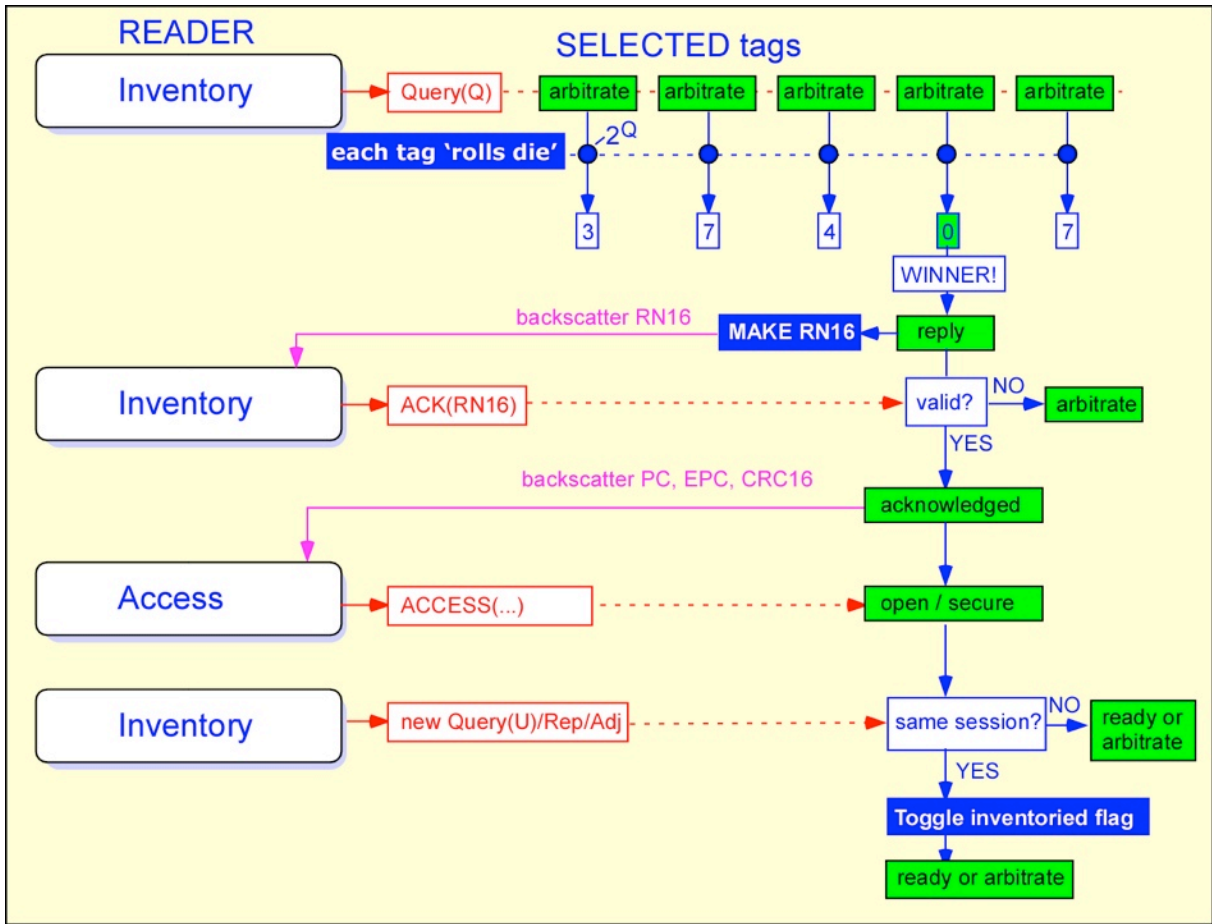 READER
SELECTED tags
Inventory
Query(Q)
arbitrate
arbitrate
arbitrate
arbitrate
arbitrate
each tag ‘rolls die’
2Q
3
7
4
0
7
WINNER!
backscatter RN16
MAKE RN16
reply
Inventory
ACK(RN16)
valid?
NO
arbitrate
YES
backscatter PC, EPC, CRC16
acknowledged
Access
ACCESS(...)
open / secure
Inventory
new Query(U)/Rep/Adj
same session?
NO
ready or
arbitrate
YES
Toggle inventoried flag
ready or arbitrate